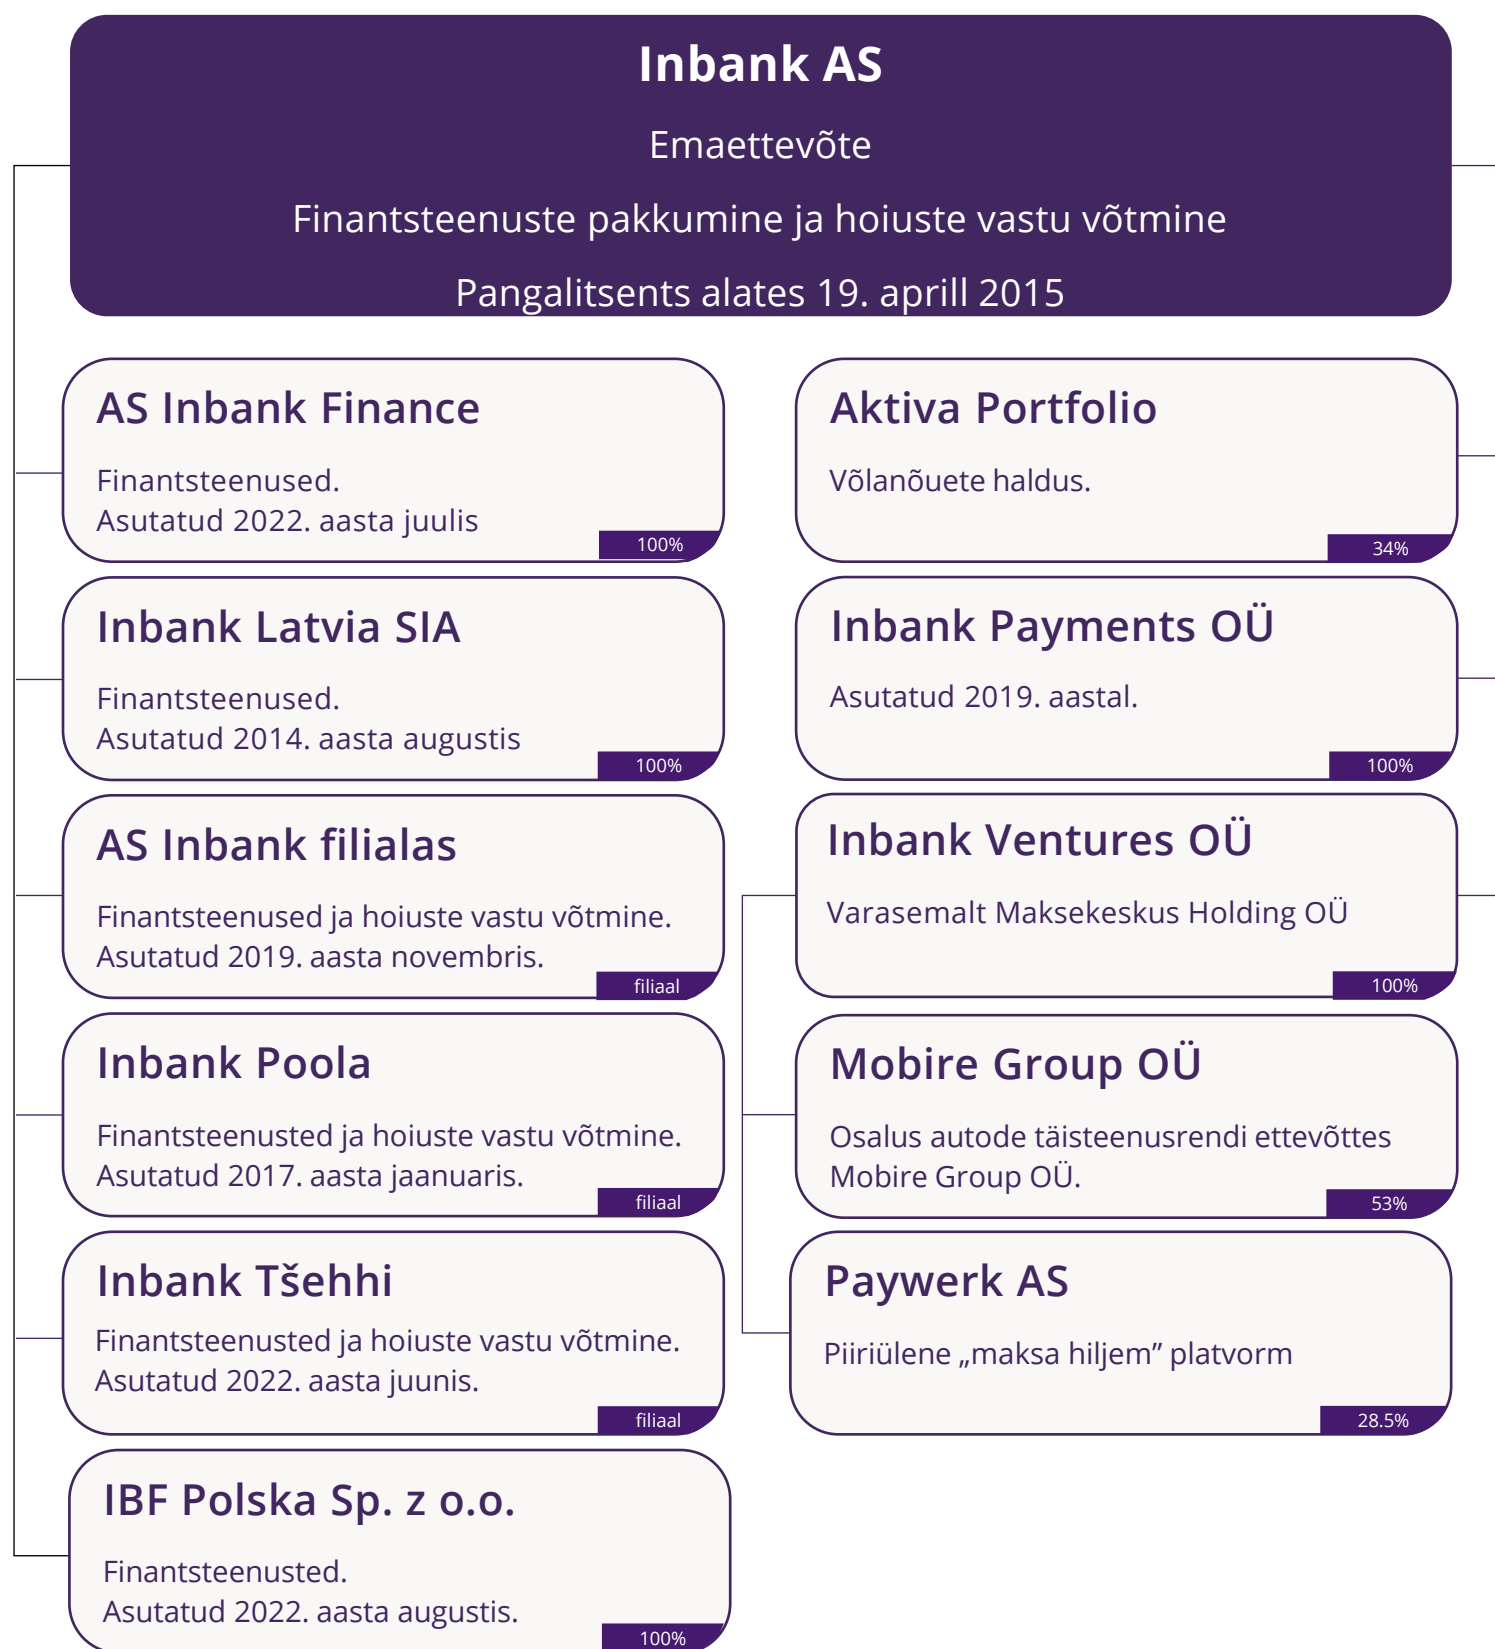 Inbank AS
Emaettevõte
Finantsteenuste pakkumine ja hoiuste vastu võtmine
Pangalitsents alates 19. aprill 2015
AS Inbank Finance
Finantsteenused.
Asutatud 2022. aasta juulis
100%
Inbank Latvia SIA
Finantsteenused.
Asutatud 2014. aasta augustis
100%
AS Inbank filialas
Finantsteenused ja hoiuste vastu võtmine.
Asutatud 2019. aasta novembris.
filiaal
Inbank Poola
Finantsteenusted ja hoiuste vastu võtmine.
Asutatud 2017. aasta jaanuaris.
filiaal
Inbank Tšehhi
Finantsteenusted ja hoiuste vastu võtmine.
Asutatud 2022. aasta juunis.
filiaal
IBF Polska Sp. z o.o.
Finantsteenusted.
Asutatud 2022. aasta augustis.
100%
Aktiva Portfolio
Võlanõuete haldus.
34%
Inbank Payments OÜ
Asutatud 2019. aastal.
100%
Inbank Ventures OÜ
Varasemalt Maksekeskus Holding OÜ
100%
Mobire Group OÜ
Osalus autode täisteenusrendi ettevõttes
Mobire Group OÜ.
53%
Paywerk AS
Piiriülene „maksa hiljem” platvorm
28.5%